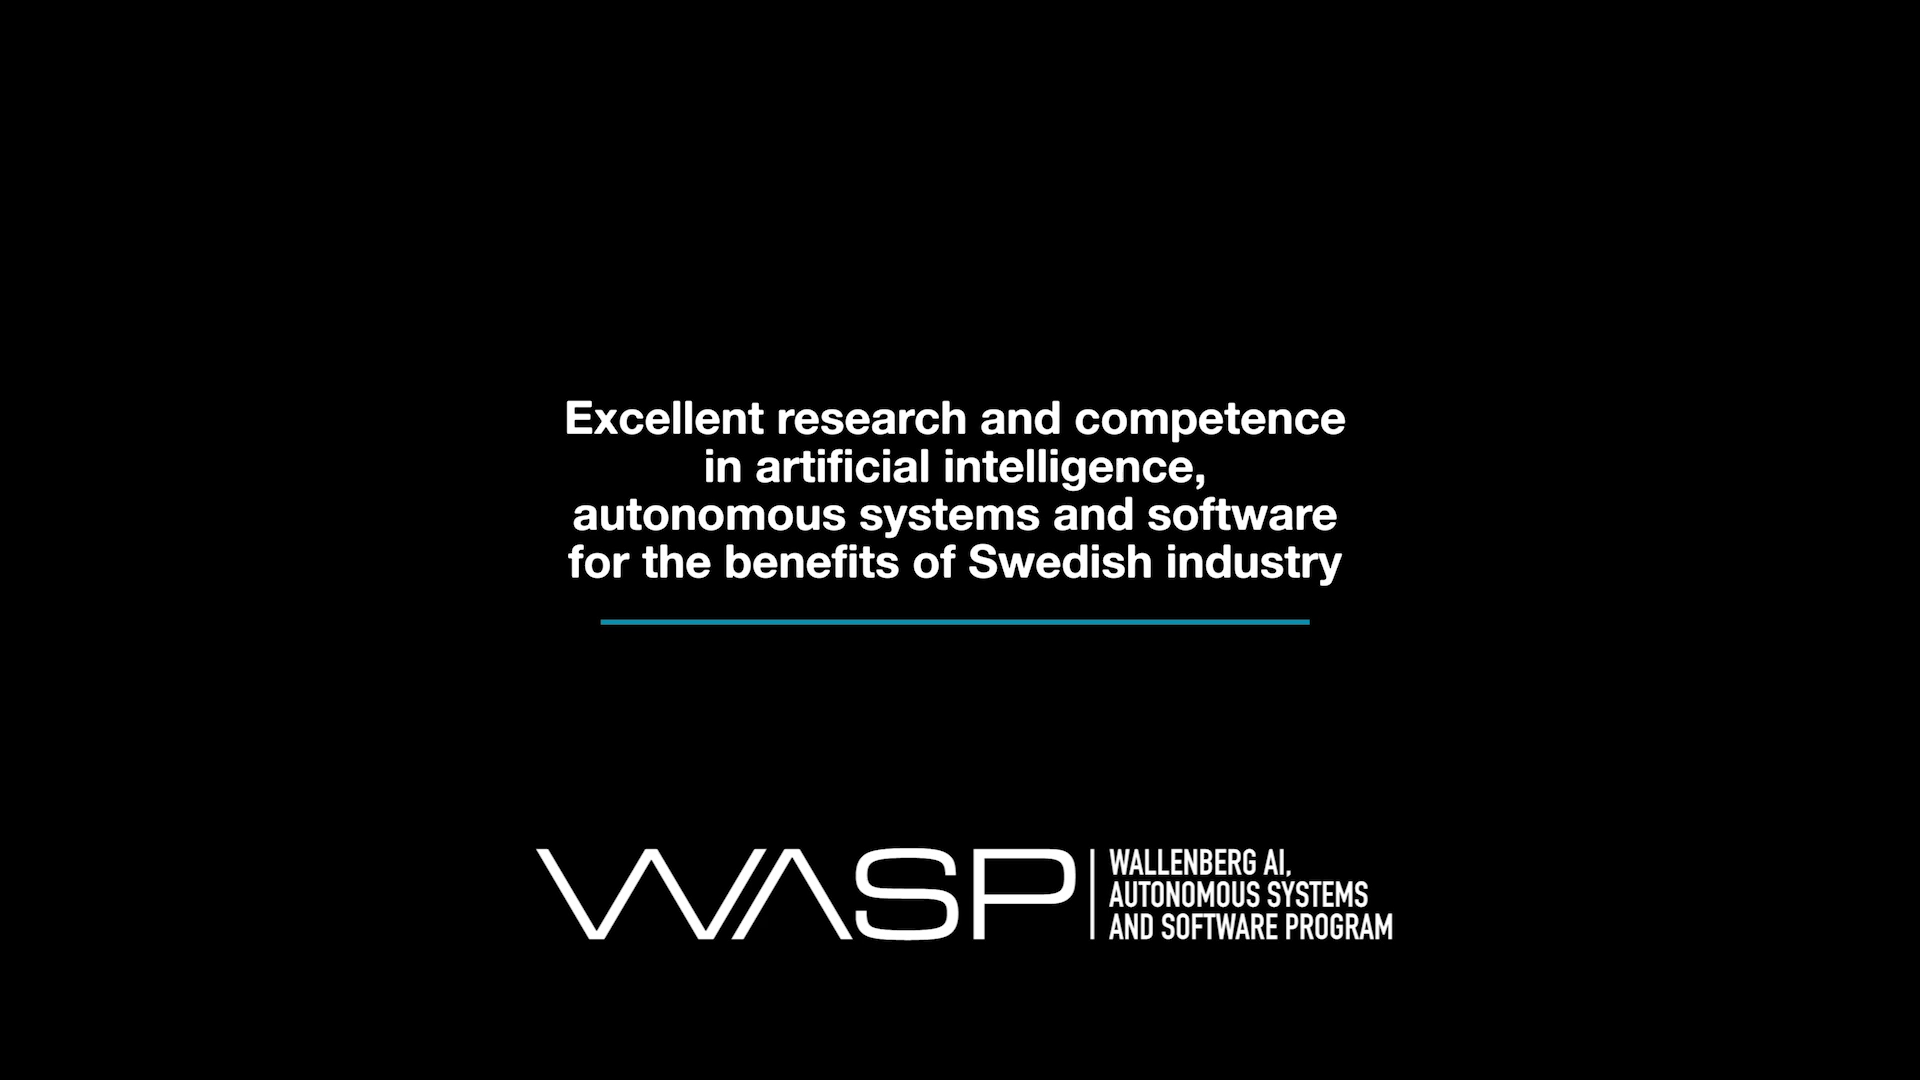 Excellent research and competence
in artificial intelligence,
autonomous systems and software
for the benefits of Swedish industry
WASP
WALLENBERG AI,
AUTONOMOUS SYSTEMS
AND SOFTWARE PROGRAM